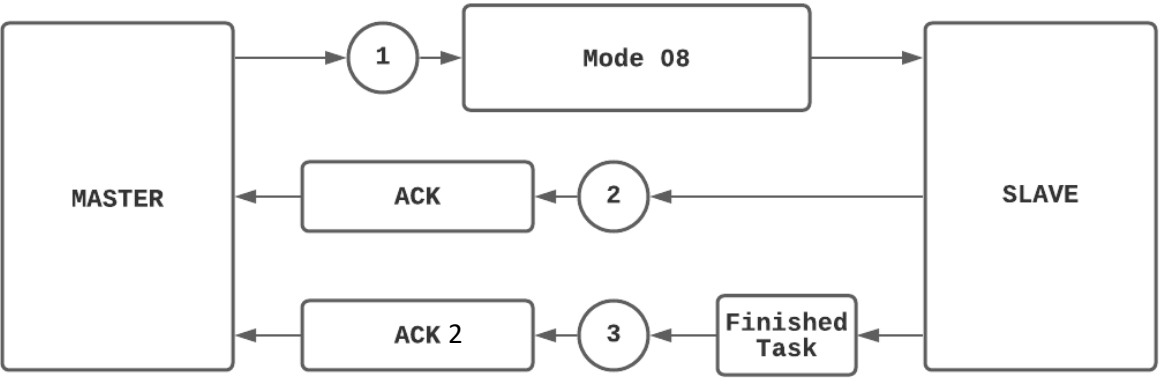 1
Mode 08
MASTER
ACK
2
SLAVE
ACK 2
3
Finished
Task